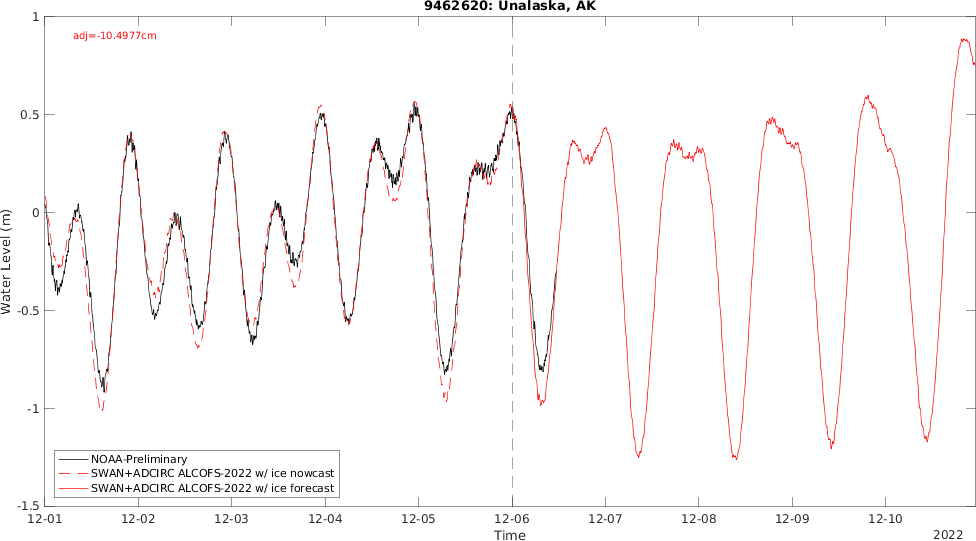 9462620: Unalaska, AK
adj=-10.4977cm
1
0.5
0
-0.5
-1
-1.5
Water Level (m)
NOAA-Preliminary
SWAN+ADCIRC ALCOFS-2022 w/ ice nowcast
SWAN+ADCIRC ALCOFS-2022 w/ ice forecast
12-01 12-02 12-03 12-04 12-05 12-06 12-07 12-08 12-09 12-10
Time
2022